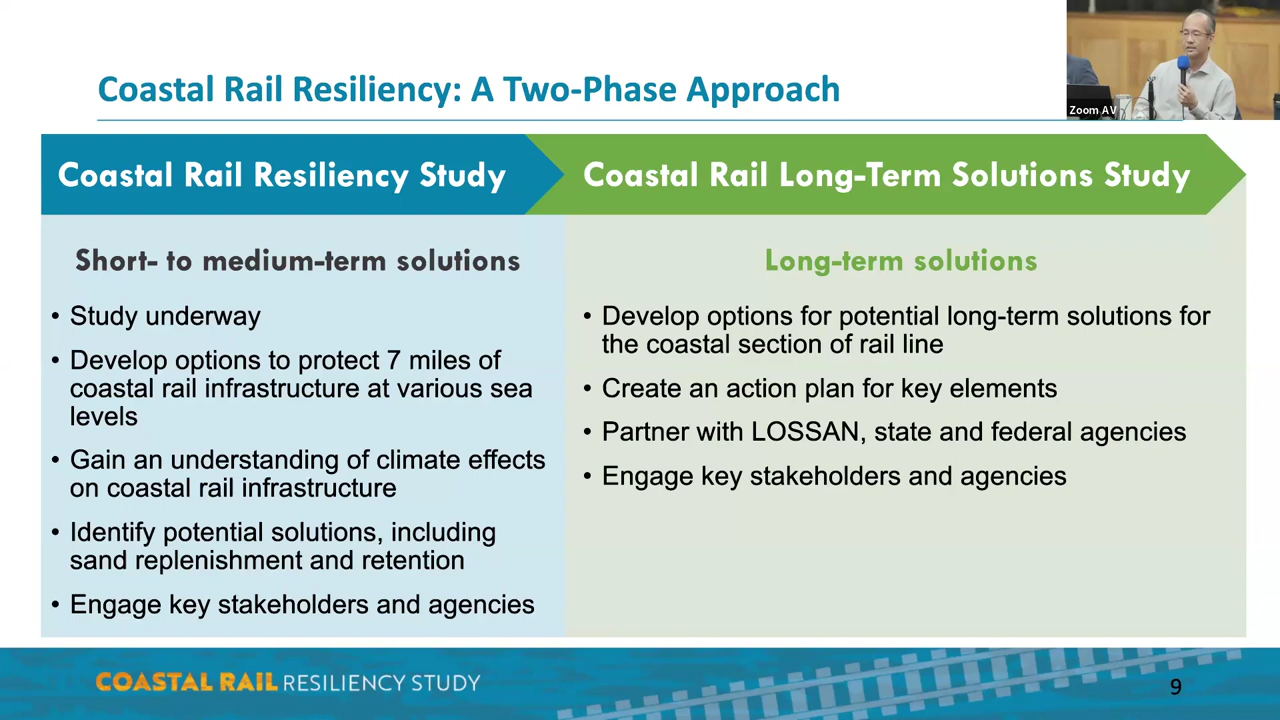 Coastal Rail Resiliency: A Two-Phase Approach
Zoom AV
Coastal Rail Resiliency Study
Short- to medium-term solutions
• Study underway
• Develop options to protect 7 miles of
coastal rail infrastructure at various sea
levels
• Gain an understanding of climate effects
on coastal rail infrastructure
• Identify potential solutions, including
sand replenishment and retention
• Engage key stakeholders and agencies
Coastal Rail Long-Term Solutions Study
Long-term solutions
• Develop options for potential long-term solutions for
the coastal section of rail line
• Create an action plan for key elements
• Partner with LOSSAN, state and federal agencies
• Engage key stakeholders and agencies
COASTAL RAIL RESILIENCY STUDY
9